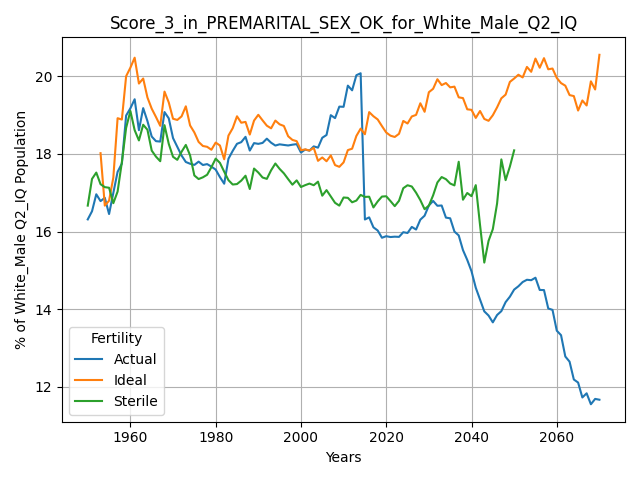 Score_3_in_PREMARITAL_SEX_OK_for_White_Male_Q2_IQ
% of White_Male Q2_IQ Population
20
18
16
14
12
Fertility
Actual
Ideal
Sterile
1960
1980
2000
2020
2040
2060
Years